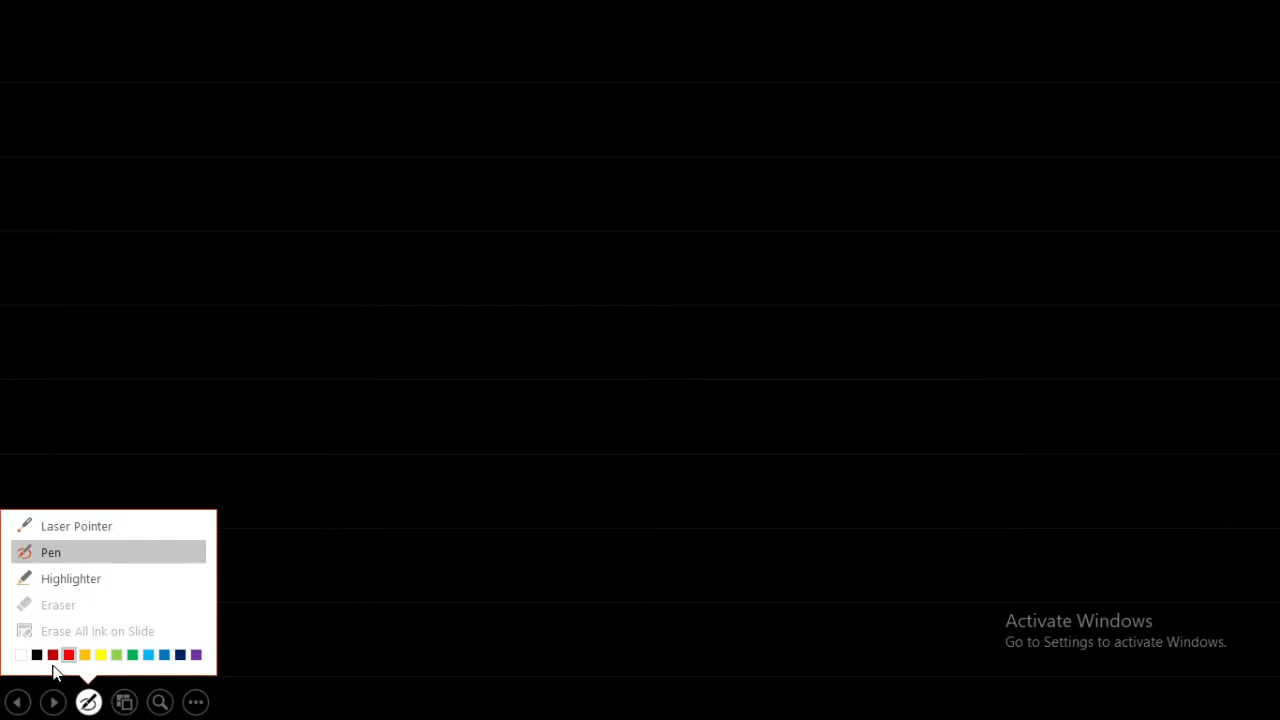 Laser Pointer
Pen
Highlighter
Eraser
Erase All Ink on Slide
Activate Windows
Go to Settings to activate Windows.